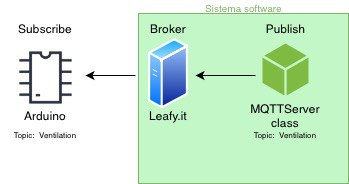 Sistema software
Subscribe
Broker
Publish
Arduino
Topic: Ventilation
Leafy.it
MQTTServer
class
Topic: Ventilation